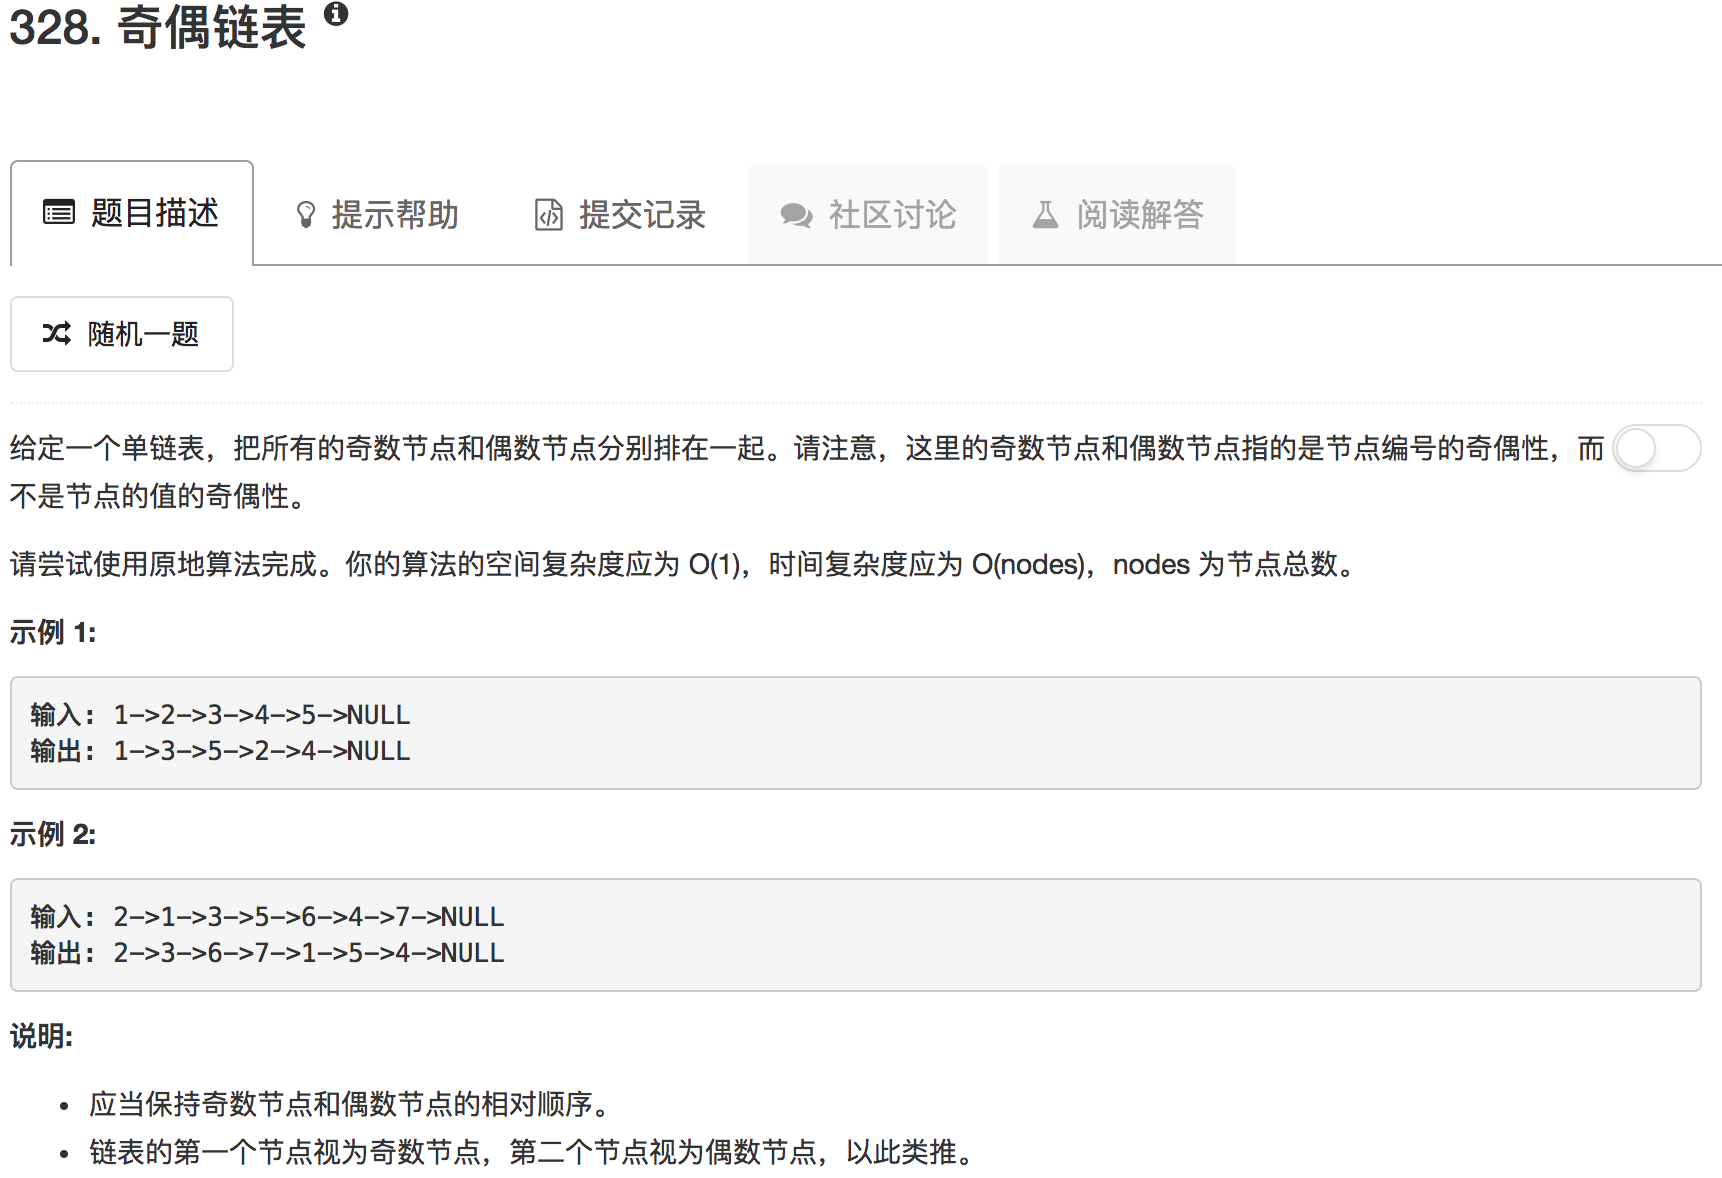 328. 奇偶链表
题目描述 提示帮助 提交记录 社区讨论 阅读解答
随机一题
给定一个单链表，把所有的奇数节点和偶数节点分别排在一起。请注意，这里的奇数节点和偶数节点指的是节点编号的奇偶性，而
不是节点的值的奇偶性。
请尝试使用原地算法完成。你的算法的空间复杂度应为 O(1)，时间复杂度应为 O(nodes)，nodes 为节点总数。
示例 1:
输入: 1->2->3->4->5->NULL
输出: 1->3->5->2->4->NULL
示例 2:
输入: 2->1->3->5->6->4->7->NULL
输出: 2->3->6->7->1->5->4->NULL
说明:
• 应当保持奇数节点和偶数节点的相对顺序。
• 链表的第一个节点视为奇数节点，第二个节点视为偶数节点，以此类推。